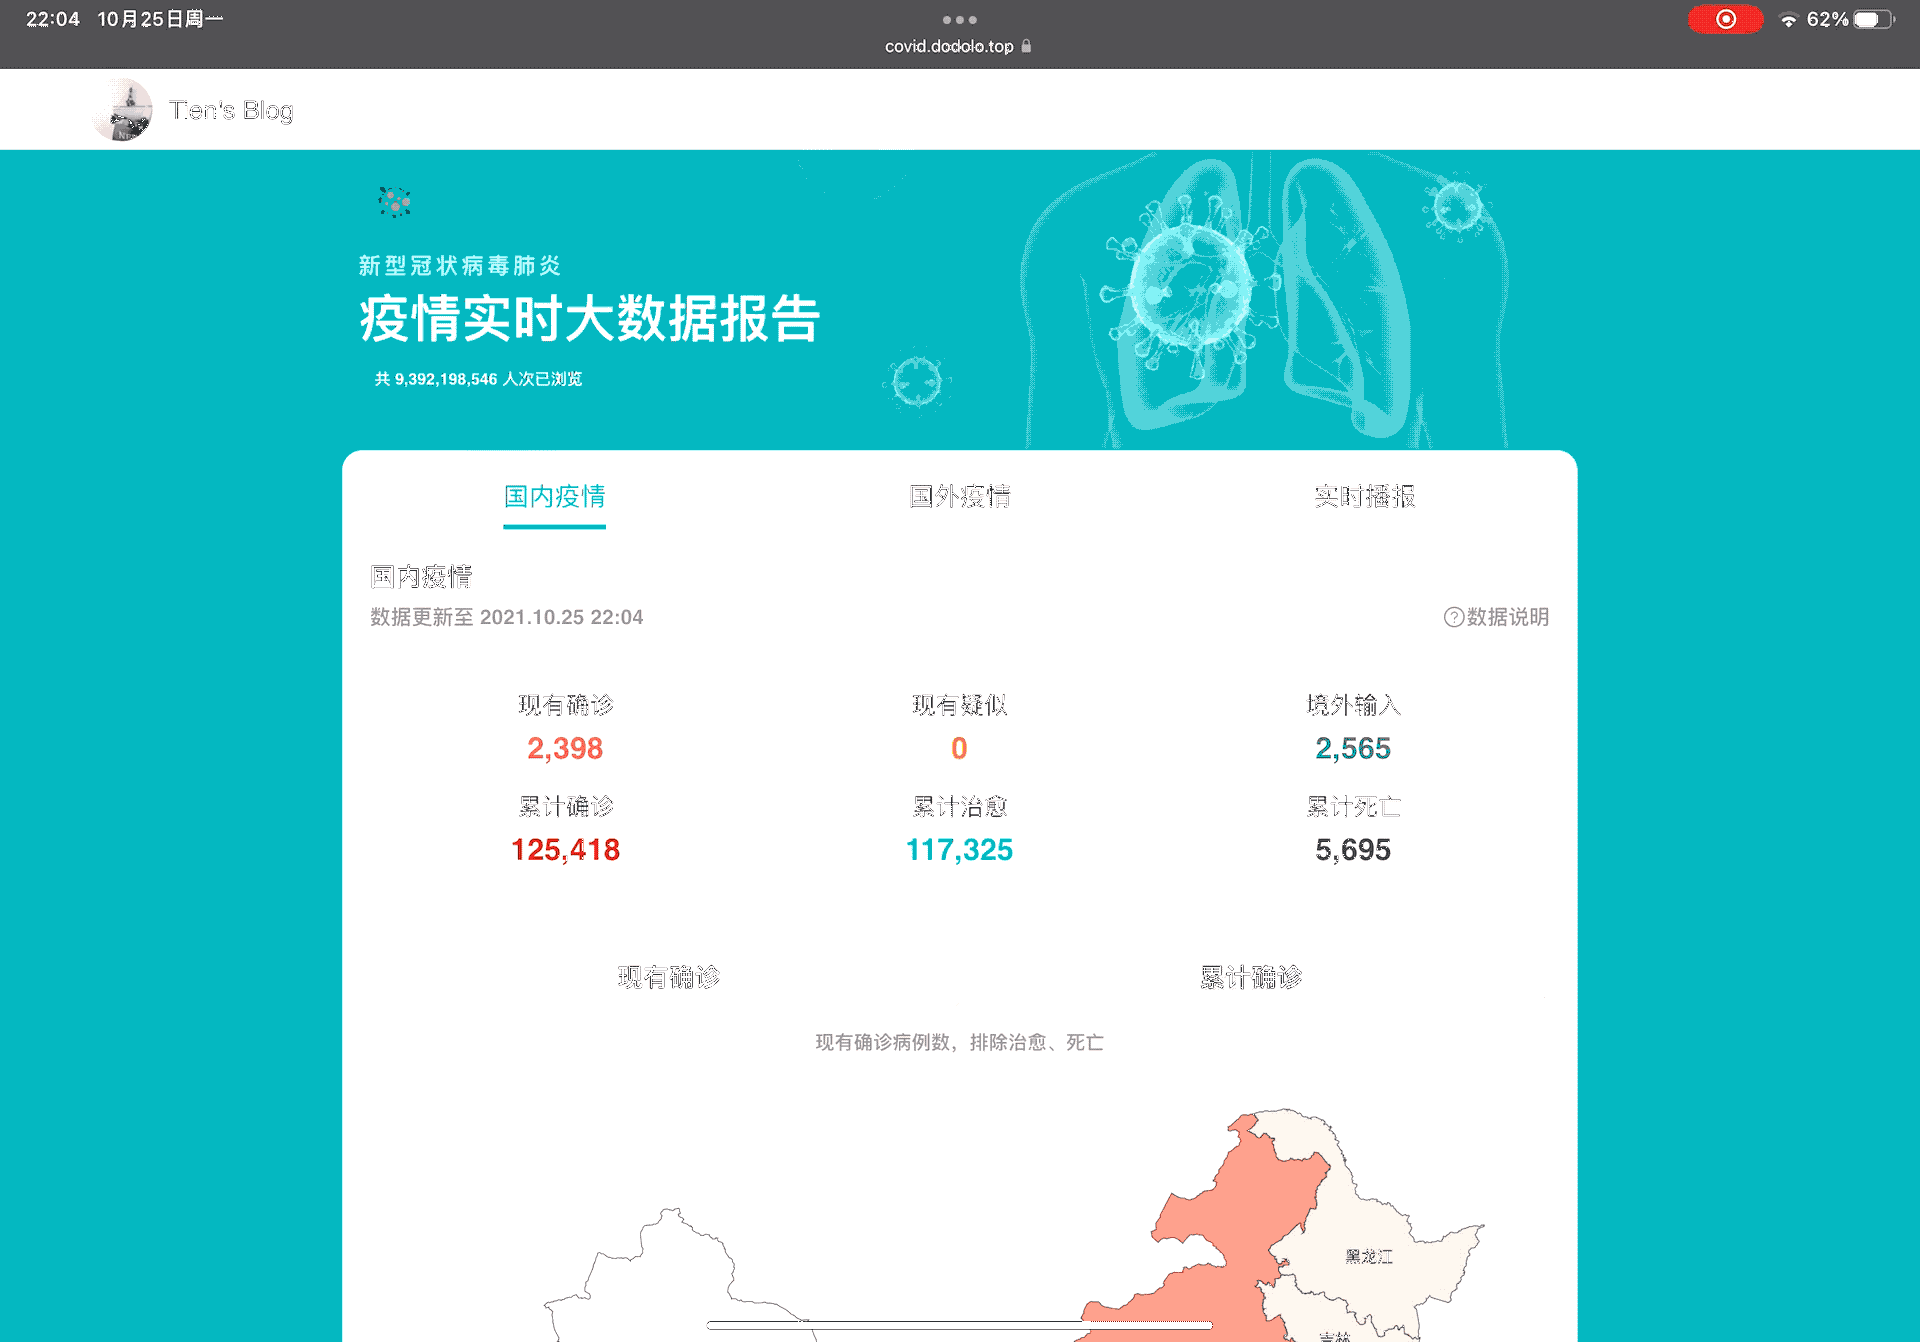 22:04 10月25日周一
62%
covid.dodolo.top
Tien's Blog
新型冠状病毒肺炎
疫情实时大数据报告
共 9,392,198,546 人次已浏览
国内疫情 国外疫情 实时播报
国内疫情
数据更新至 2021.10.25 22:04
?数据说明
现有确诊 现有疑似 境外输入
2,398 0 2,565
累计确诊 累计治愈 累计死亡
125,418 117,325 5,695
现有确诊 累计确诊
现有确诊病例数，排除治愈、死亡
黑龙江
吉林